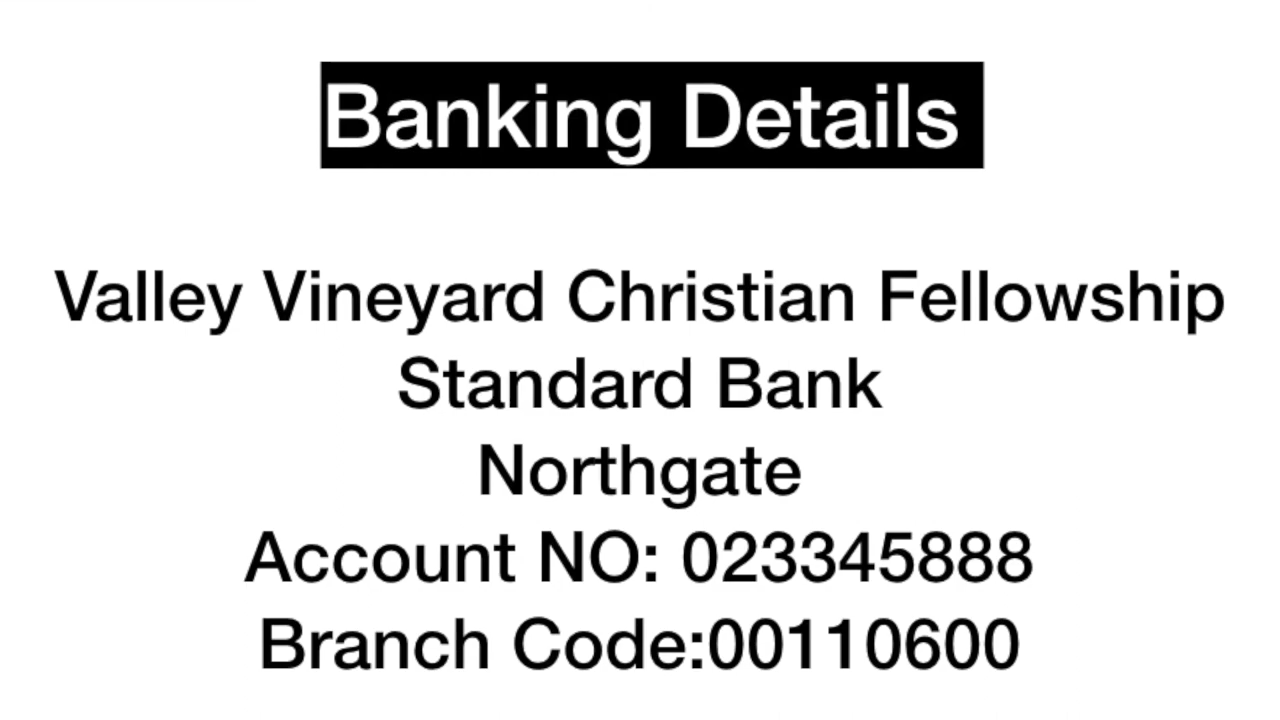 Banking Details
Valley Vineyard Christian Fellowship
Standard Bank
Northgate
Account NO: 023345888
Branch Code:00110600